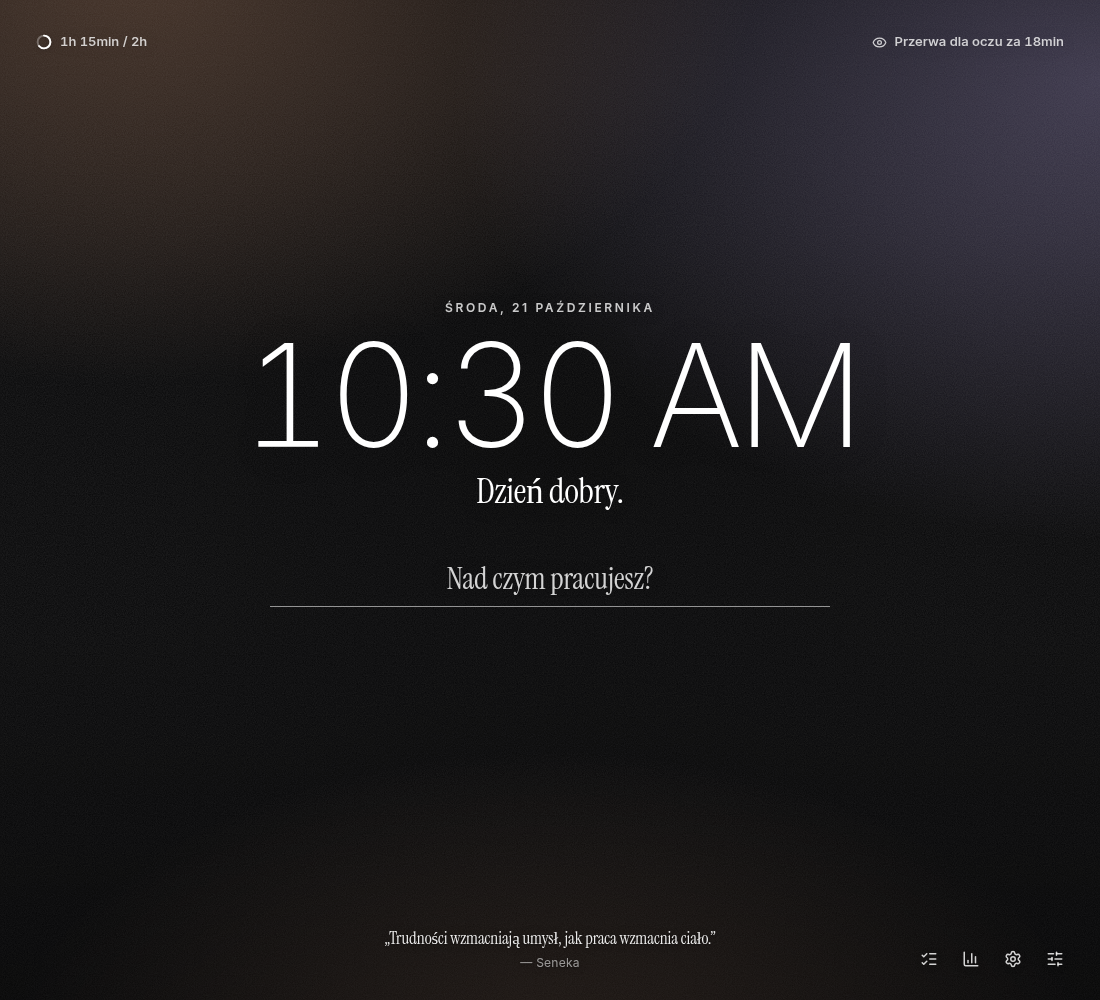 1h 15min / 2h
Przerwa dla oczu za 18min
ŚRODA, 21 PAŹDZIERNIKA
10:30 AM
Dzień dobry.
Nad czym pracujesz?
„Trudności wzmacniają umysł, jak praca wzmacnia ciało.”
— Seneka